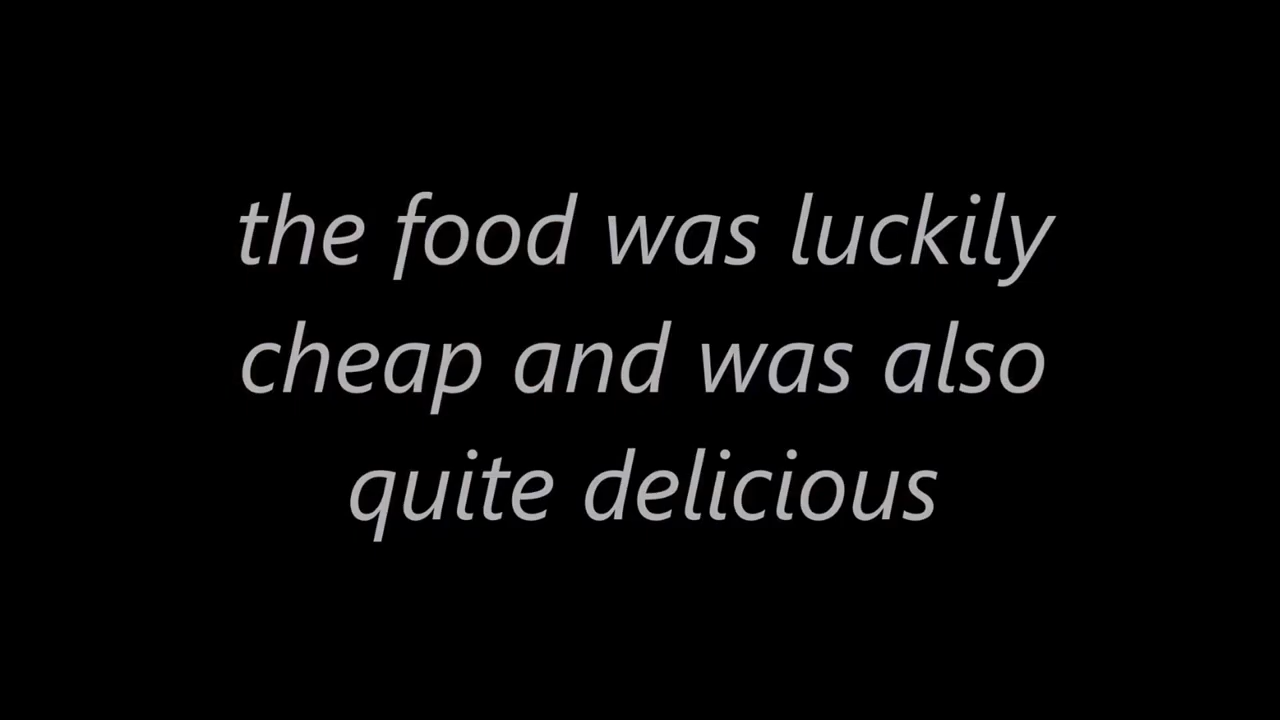 the food was luckily
cheap and was also
quite delicious